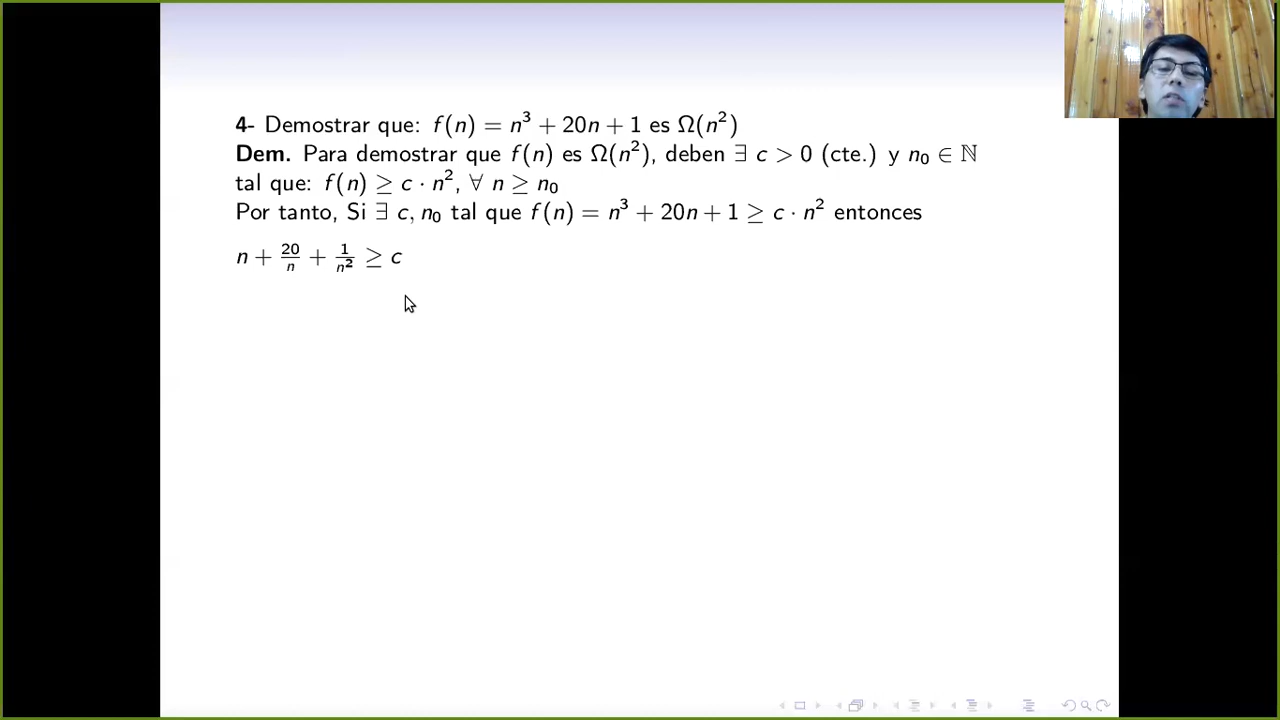 4- Demostrar que: f(n) = n³ + 20n + 1 es Ω(n²)
Dem. Para demostrar que f(n) es Ω(n²), deben ∃ c > 0 (cte.) y n₀ ∈ ℕ
tal que: f(n) ≥ c · n², ∀ n ≥ n₀
Por tanto, Si ∃ c, n₀ tal que f(n) = n³ + 20n + 1 ≥ c · n² entonces
n + 20/n + 1/n² ≥ c